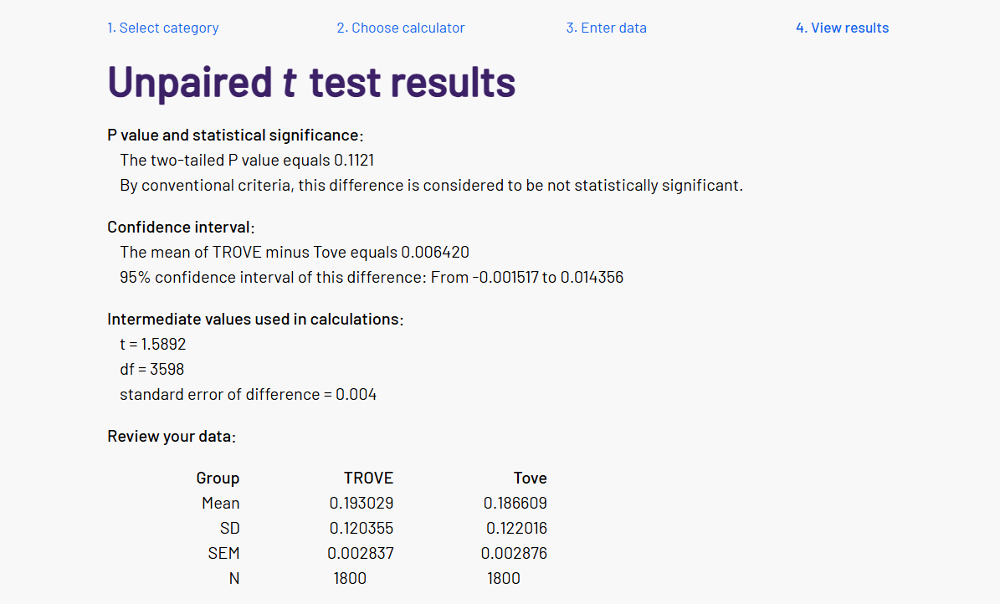 1. Select category 2. Choose calculator 3. Enter data 4. View results
Unpaired t test results
P value and statistical significance:
The two-tailed P value equals 0.1121
By conventional criteria, this difference is considered to be not statistically significant.
Confidence interval:
The mean of TROVE minus Tove equals 0.006420
95% confidence interval of this difference: From -0.001517 to 0.014356
Intermediate values used in calculations:
t = 1.5892
df = 3598
standard error of difference = 0.004
Review your data:
Group TROVE Tove
Mean 0.193029 0.186609
SD 0.120355 0.122016
SEM 0.002837 0.002876
N 1800 1800